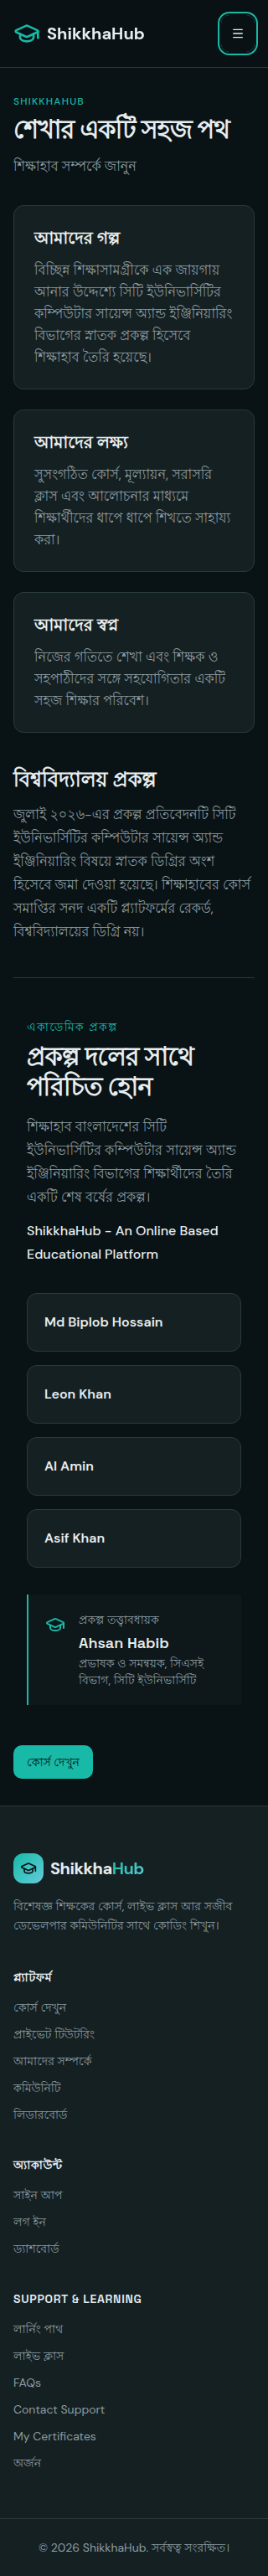 ShikkhaHub
SHIKKHAHUB
শেখার একটি সহজ পথ
শিক্ষাহাব সম্পর্কে জানুন
আমাদের গল্প
বিচ্ছিন্ন শিক্ষাসামগ্রীকে এক জায়গায়
আনার উদ্দেশ্যে সিটি ইউনিভার্সিটির
কম্পিউটার সায়েন্স অ্যান্ড ইঞ্জিনিয়ারিং
বিভাগের স্নাতক প্রকল্প হিসেবে
শিক্ষাহাব তৈরি হয়েছে।
আমাদের লক্ষ্য
সুসংগঠিত কোর্স, মূল্যায়ন, সরাসরি
ক্লাস এবং আলোচনার মাধ্যমে
শিক্ষার্থীদের ধাপে ধাপে শিখতে সাহায্য
করা।
আমাদের স্বপ্ন
নিজের গতিতে শেখা এবং শিক্ষক ও
সহপাঠীদের সঙ্গে সহযোগিতার একটি
সহজ শিক্ষার পরিবেশ।
বিশ্ববিদ্যালয় প্রকল্প
জুলাই ২০২৬-এর প্রকল্প প্রতিবেদনটি সিটি
ইউনিভার্সিটির কম্পিউটার সায়েন্স অ্যান্ড
ইঞ্জিনিয়ারিং বিষয়ে স্নাতক ডিগ্রির অংশ
হিসেবে জমা দেওয়া হয়েছে। শিক্ষাহাবের কোর্স
সমাপ্তির সনদ একটি প্ল্যাটফর্মের রেকর্ড,
বিশ্ববিদ্যালয়ের ডিগ্রি নয়।
একাডেমিক প্রকল্প
প্রকল্প দলের সাথে
পরিচিত হোন
শিক্ষাহাব বাংলাদেশের সিটি
ইউনিভার্সিটির কম্পিউটার সায়েন্স অ্যান্ড
ইঞ্জিনিয়ারিং বিভাগের শিক্ষার্থীদের তৈরি
একটি শেষ বর্ষের প্রকল্প।
ShikkhaHub - An Online Based
Educational Platform
Md Biplob Hossain
Leon Khan
Al Amin
Asif Khan
প্রকল্প তত্ত্বাবধায়ক
Ahsan Habib
প্রভাষক ও সমন্বয়ক, সিএসই
বিভাগ, সিটি ইউনিভার্সিটি
কোর্স দেখুন
ShikkhaHub
বিশেষজ্ঞ শিক্ষকের কোর্স, লাইভ ক্লাস আর সজীব
ডেভেলপার কমিউনিটির সাথে কোডিং শিখুন।
প্ল্যাটফর্ম
কোর্স দেখুন
প্রাইভেট টিউটরিং
আমাদের সম্পর্কে
কমিউনিটি
লিডারবোর্ড
অ্যাকাউন্ট
সাইন আপ
লগ ইন
ড্যাশবোর্ড
SUPPORT & LEARNING
লার্নিং পাথ
লাইভ ক্লাস
FAQs
Contact Support
My Certificates
অর্জন
© 2026 ShikkhaHub. সর্বস্বত্ব সংরক্ষিত।